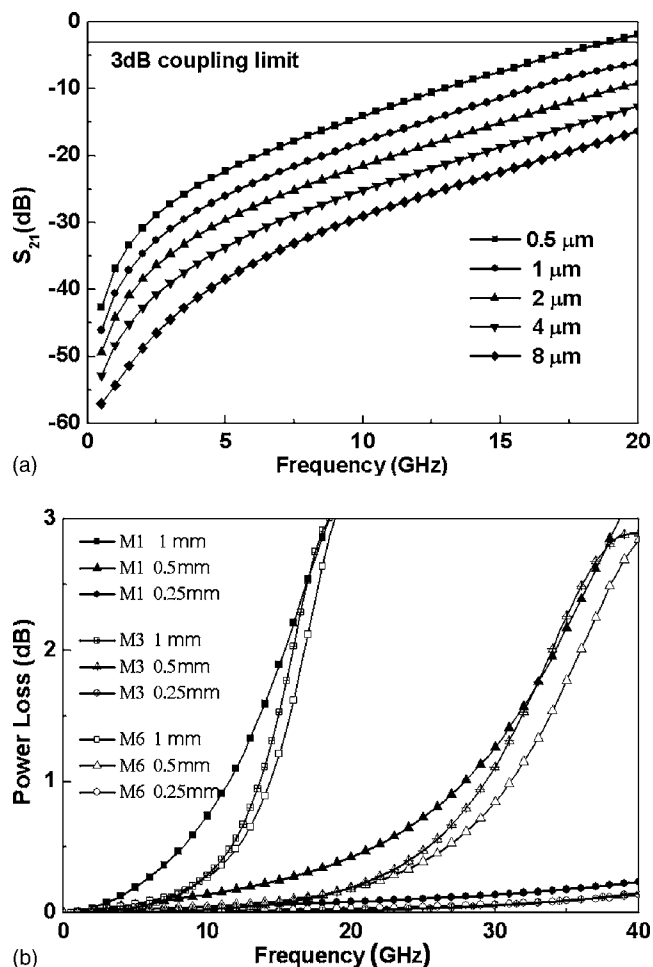 0
-10
-20
-30
-40
-50
-60
S21(dB)
3dB coupling limit
0.5 μm
1 μm
2 μm
4 μm
8 μm
0 5 10 15 20
Frequency (GHz)
(a)
3
2
1
0
Power Loss (dB)
M1 1 mm
M1 0.5mm
M1 0.25mm
M3 1 mm
M3 0.5mm
M3 0.25mm
M6 1 mm
M6 0.5mm
M6 0.25mm
0 10 20 30 40
Frequency (GHz)
(b)